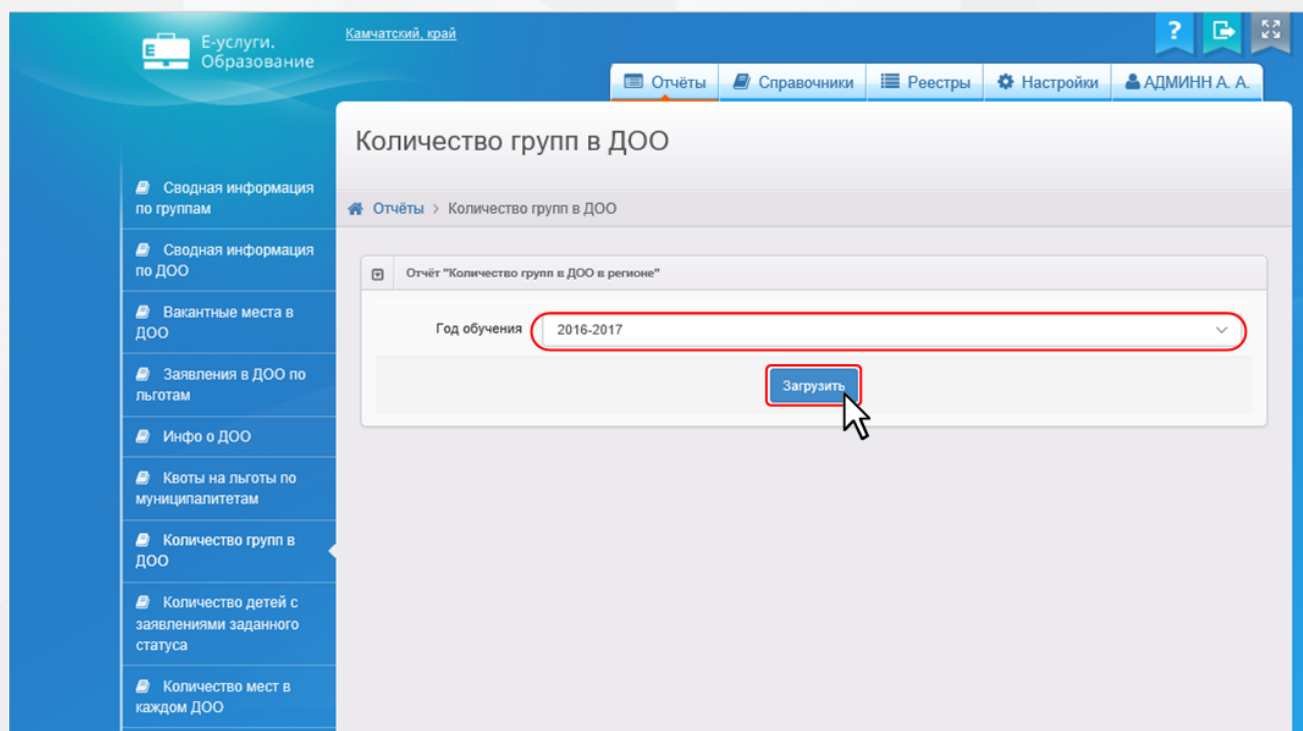 Е-услуги.
Образование
Камчатский, край
?
Отчёты
Справочники
Реестры
Настройки
АДМИНН А. А.
Количество групп в ДОО
Отчёты > Количество групп в ДОО
Сводная информация
по группам
Сводная информация
по ДОО
Вакантные места в
ДОО
Заявления в ДОО по
льготам
Инфо о ДОО
Квоты на льготы по
муниципалитетам
Количество групп в
ДОО
Количество детей с
заявлениями заданного
статуса
Количество мест в
каждом ДОО
Отчёт "Количество групп в ДОО в регионе"
Год обучения 2016-2017
Загрузить